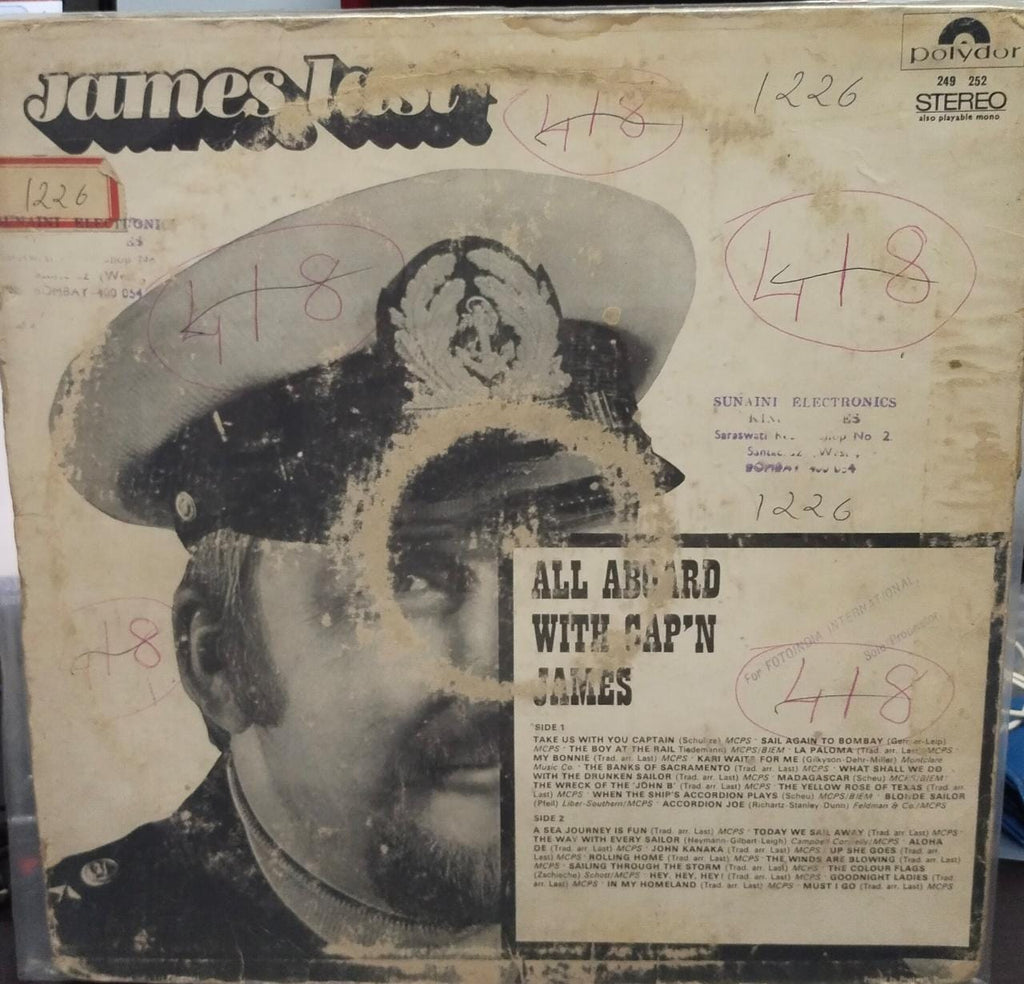 james last
polydor
249 252
STEREO
also playable mono
1226
418
1226
ELECTRONI
ES
BOMBAY 400 054
418
418
SUNAINI ELECTRONICS
ES
Saraswati No 2.
BOMBAY 400 054
1226
18
ALL ABOARD
WITH CAP'N
JAMES
For FOTOINDIA INTERNATIONAL,
Sole Proprietor
418
SIDE 1
TAKE US WITH YOU CAPTAIN MCPS · SAIL AGAIN TO BOMBAY
MCPS · THE BOY AT THE RAIL Tiedemann) MCPS/BIEM · LA PALOMA (Trad. arr. Last) MCPS
MY BONNIE (Trad. arr. Last) MCPS · KARI WAITS FOR ME (Gilkyson-Dehr-Miller) Montclare
Music Co. · THE BANKS OF SACRAMENTO (Trad. arr. Last) MCPS · WHAT SHALL WE DO
WITH THE DRUNKEN SAILOR (Trad. arr. Last) MCPS · MADAGASCAR (Scheu) MCPS/BIEM
THE WRECK OF THE 'JOHN B' (Trad. arr. Last) MCPS · THE YELLOW ROSE OF TEXAS (Trad. arr.
Last) MCPS · WHEN THE SHIP'S ACCORDION PLAYS (Scheu) MCPS/BIEM · BLONDE SAILOR
(Pfeil) Liber-Southern/MCPS · ACCORDION JOE (Richartz-Stanley-Dunn) Feldman & Co./MCPS
SIDE 2
A SEA JOURNEY IS FUN (Trad. arr. Last) MCPS · TODAY WE SAIL AWAY (Trad. arr. Last) MCPS ·
THE WAY WITH EVERY SAILOR (Heymann-Gilbert-Leigh) Campbell Connelly/MCPS · ALOHA
OE (Trad. arr. Last) MCPS · JOHN KANAKA (Trad. arr. Last) MCPS · UP SHE GOES (Trad. arr.
Last) MCPS · ROLLING HOME (Trad. arr. Last) MCPS · THE WINDS ARE BLOWING (Trad. arr. Last)
MCPS · SAILING THROUGH THE STORM (Trad. arr. Last) MCPS · THE COLOUR FLAGS
(Zschieche) Schott/MCPS · HEY, HEY, HEY! (Trad. arr. Last) MCPS · GOODNIGHT LADIES (Trad.
arr. Last) MCPS · IN MY HOMELAND (Trad. arr. Last) MCPS · MUST I GO (Trad. arr. Last) MCPS